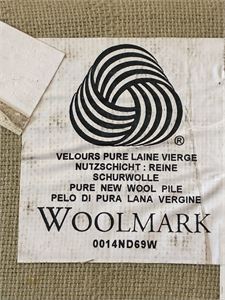 ®
VELOURS PURE LAINE VIERGE
NUTZSCHICHT : REINE
SCHURWOLLE
PURE NEW WOOL PILE
PELO DI PURA LANA VERGINE
WOOLMARK
0014ND69W